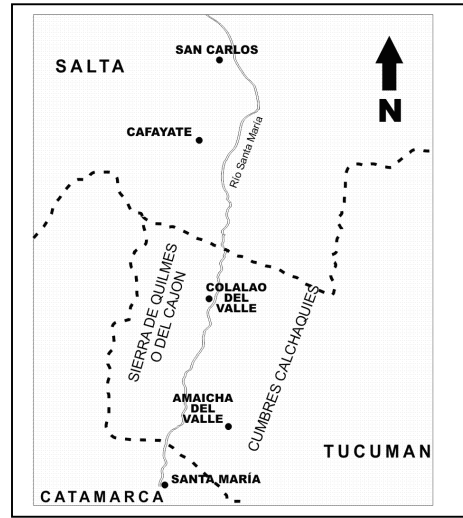 SAN CARLOS
SALTA
N
CAFAYATE
Río Santa María
SIERRA DE QUILMES
O DEL CAJON
COLALAO
DEL
VALLE
CUMBRES CALCHAQUIES
AMAICHA
DEL
VALLE
TUCUMAN
SANTA MARÍA
CATAMARCA